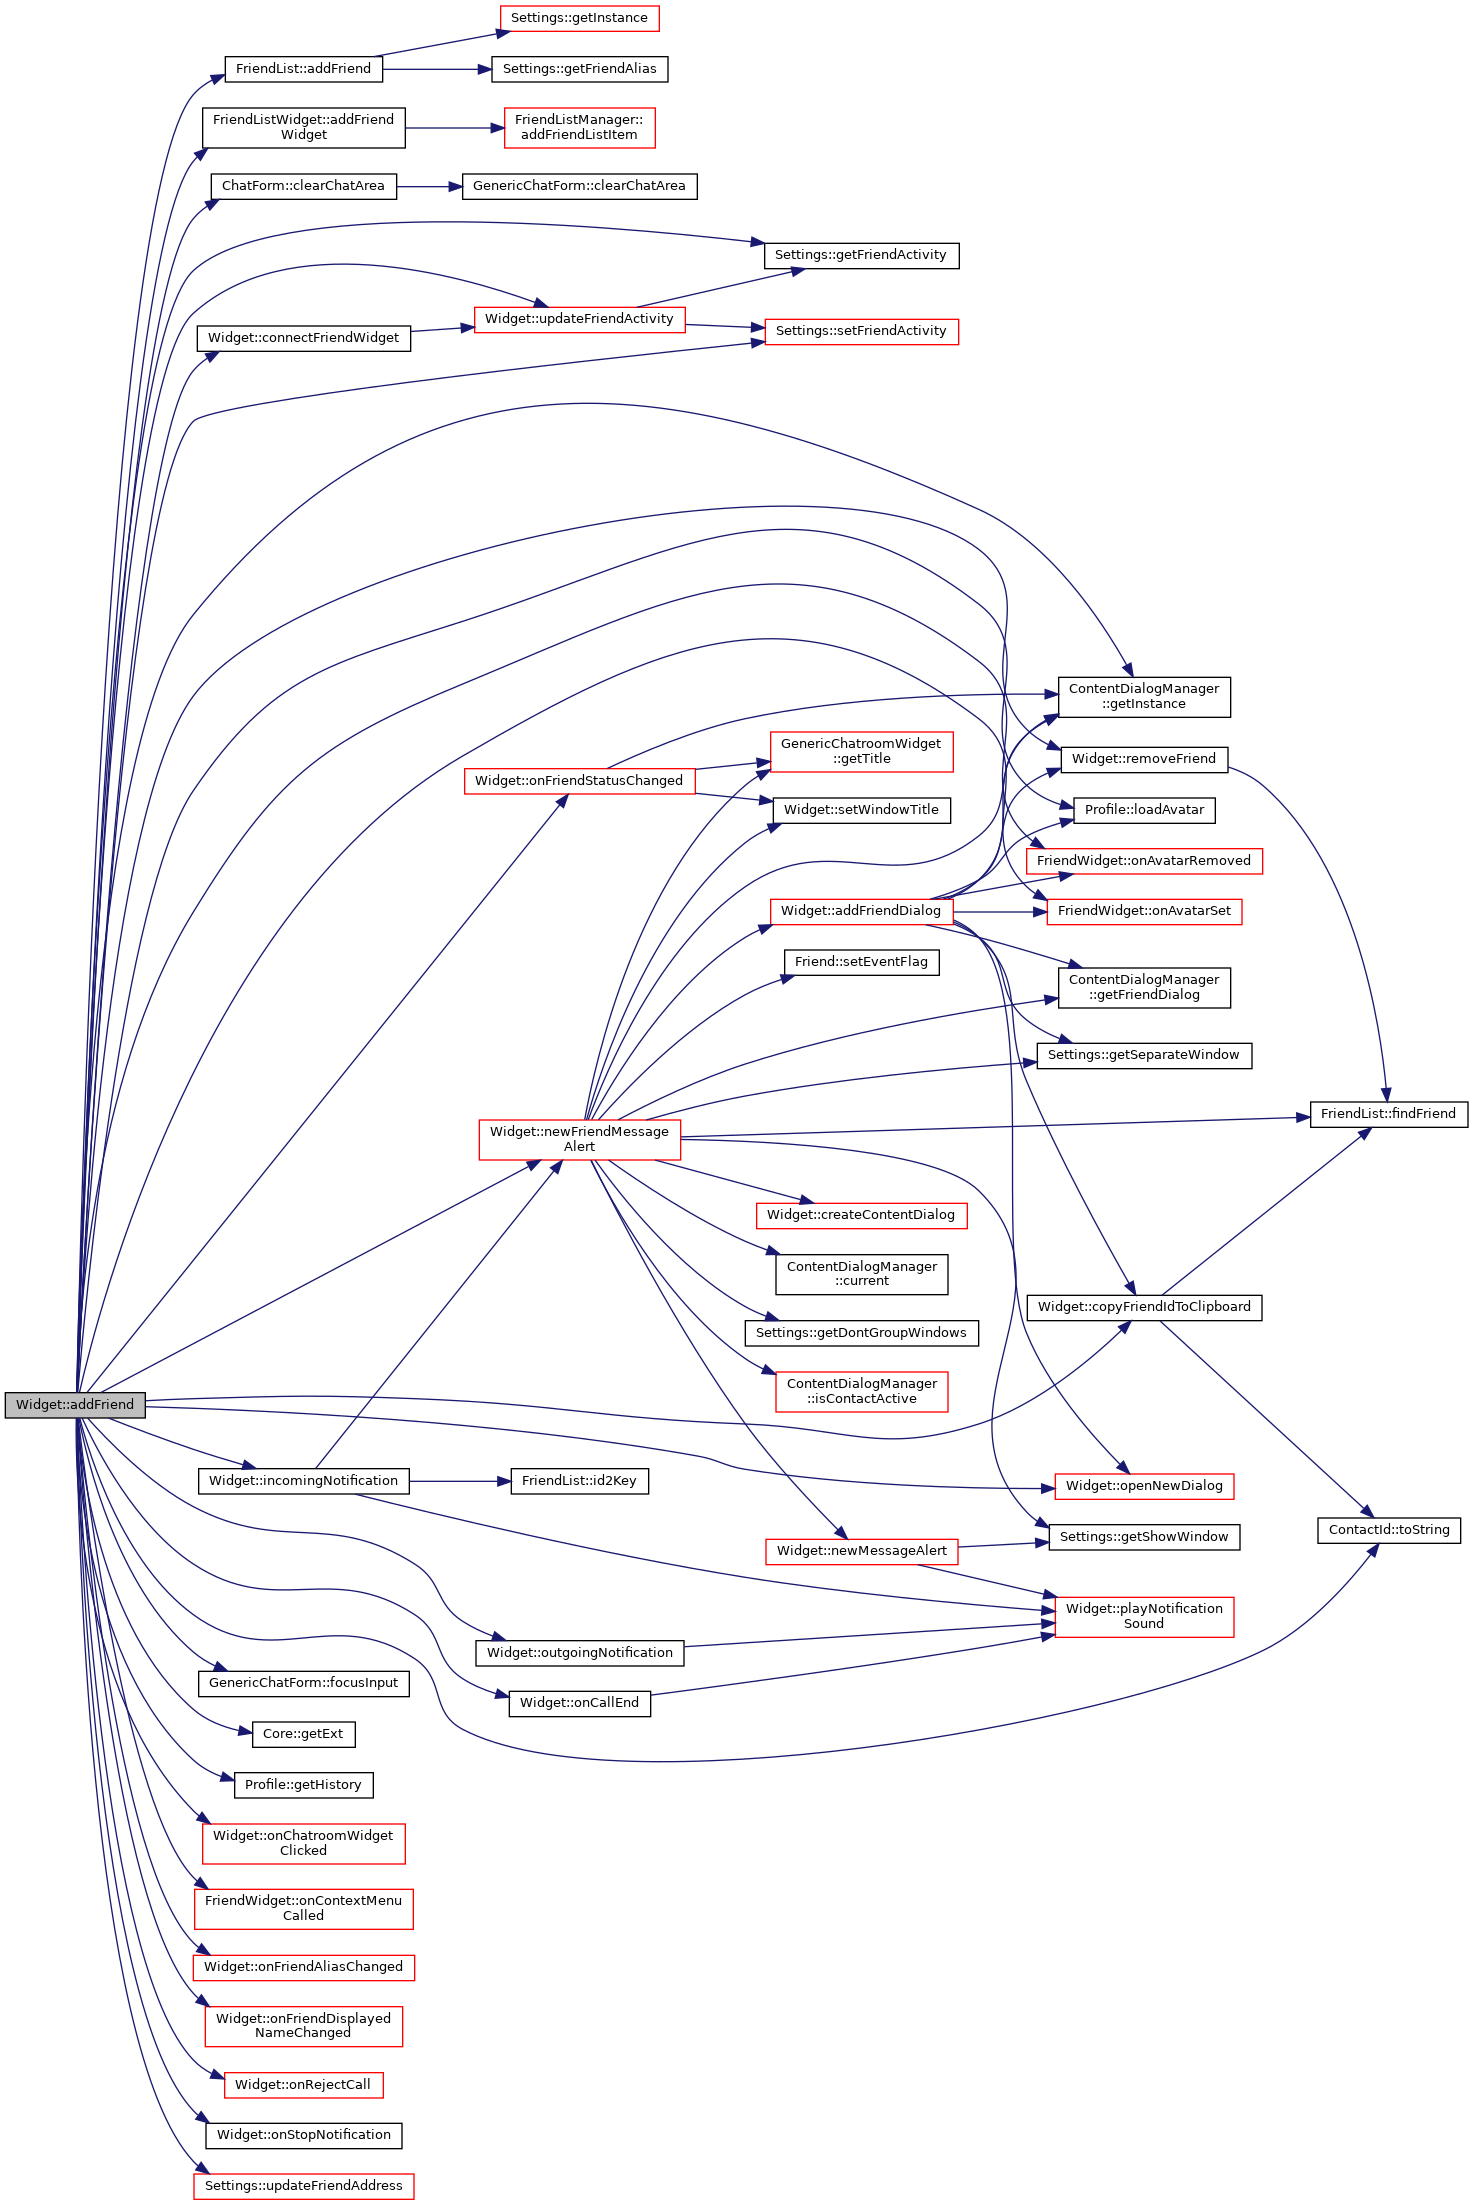 Settings::getInstance
FriendList::addFriend
Settings::getFriendAlias
FriendListWidget::addFriend
Widget
FriendListManager::
addFriendListItem
ChatForm::clearChatArea
GenericChatForm::clearChatArea
Settings::getFriendActivity
Widget::updateFriendActivity
Settings::setFriendActivity
Widget::connectFriendWidget
ContentDialogManager
::getInstance
GenericChatroomWidget
::getTitle
Widget::removeFriend
Widget::onFriendStatusChanged
Widget::setWindowTitle
Profile::loadAvatar
FriendWidget::onAvatarRemoved
Widget::addFriendDialog
FriendWidget::onAvatarSet
Friend::setEventFlag
ContentDialogManager
::getFriendDialog
Settings::getSeparateWindow
FriendList::findFriend
Widget::newFriendMessage
Alert
Widget::createContentDialog
ContentDialogManager
::current
Widget::copyFriendIdToClipboard
Settings::getDontGroupWindows
ContentDialogManager
::isContactActive
Widget::addFriend
Widget::incomingNotification
FriendList::id2Key
Widget::openNewDialog
Settings::getShowWindow
ContactId::toString
Widget::newMessageAlert
Widget::playNotification
Sound
Widget::outgoingNotification
GenericChatForm::focusInput
Widget::onCallEnd
Core::getExt
Profile::getHistory
Widget::onChatroomWidget
Clicked
FriendWidget::onContextMenu
Called
Widget::onFriendAliasChanged
Widget::onFriendDisplayed
NameChanged
Widget::onRejectCall
Widget::onStopNotification
Settings::updateFriendAddress